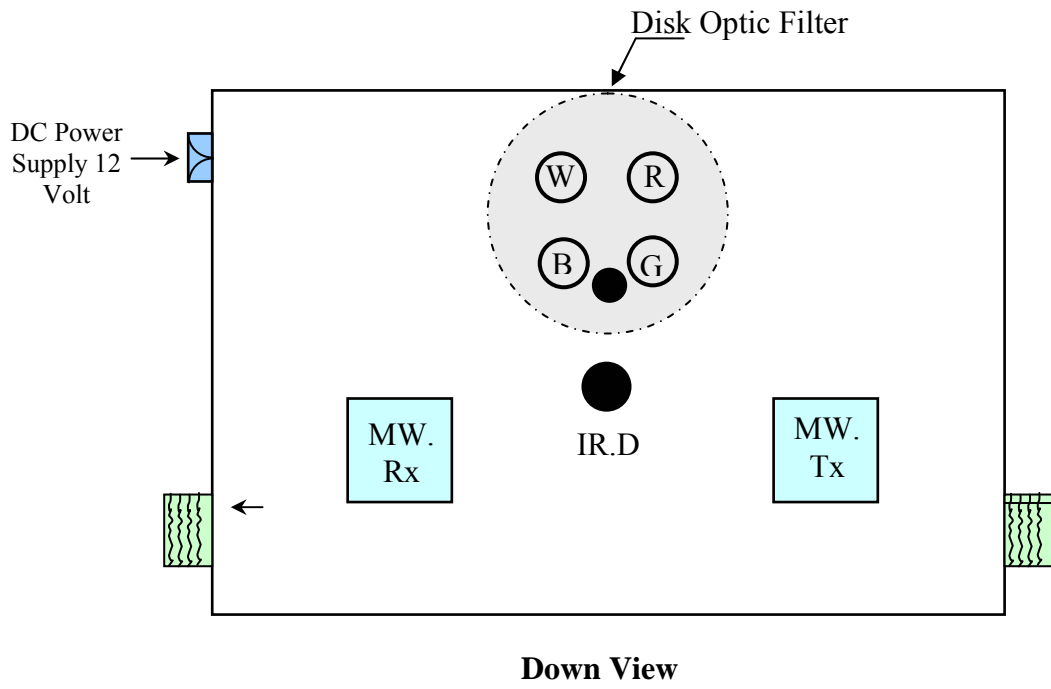 Disk Optic Filter
DC Power
Supply 12
Volt
W
R
B
G
MW.
Rx
IR.D
MW.
Tx
Down View